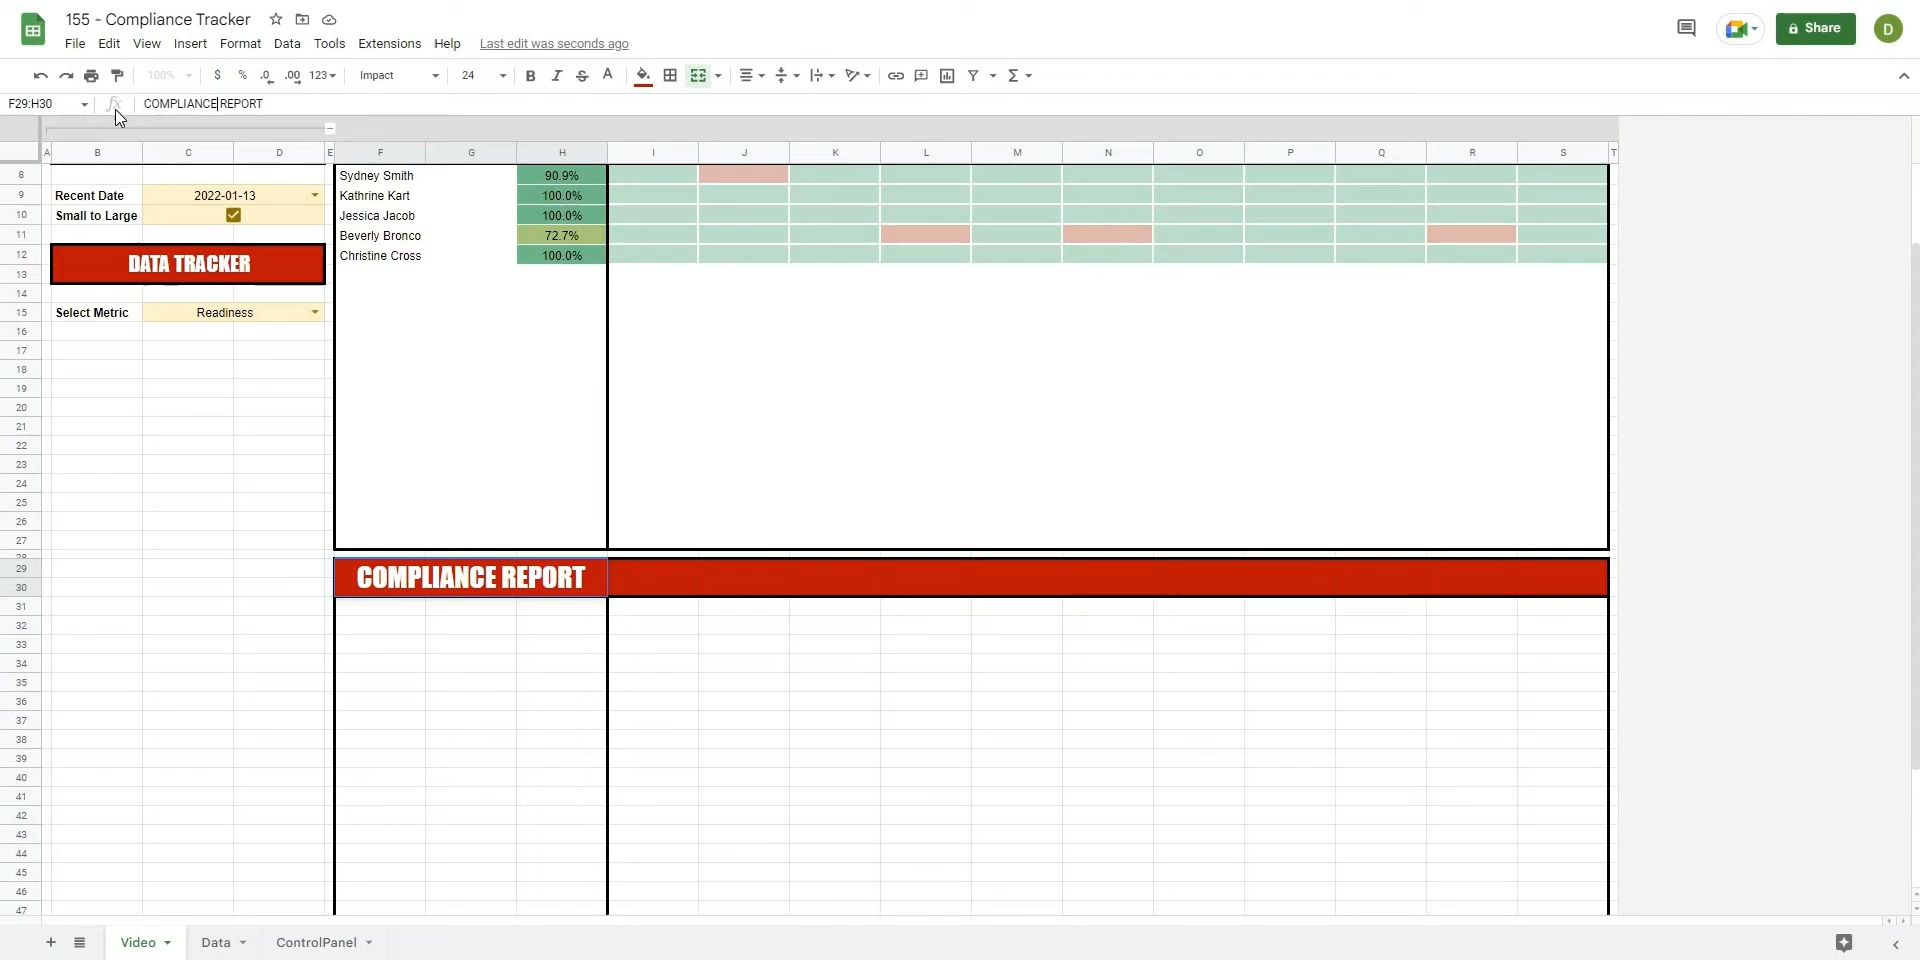 155 - Compliance Tracker
File Edit View Insert Format Data Tools Extensions Help Last edit was seconds ago
Share
D
100% $ % .0 .00 123 Impact 24 B I S A
F29:H30 fx COMPLIANCE REPORT
A B C D E F G H I J K L M N O P Q R S T
8 Sydney Smith 90.9%
9 Recent Date 2022-01-13 Kathrine Kart 100.0%
10 Small to Large Jessica Jacob 100.0%
11 Beverly Bronco 72.7%
12 DATA TRACKER Christine Cross 100.0%
13
14
15 Select Metric Readiness
16
17
18
19
20
21
22
23
24
25
26
27
28
29 COMPLIANCE REPORT
30
31
32
33
34
35
36
37
38
39
40
41
42
43
44
45
46
47
Video Data ControlPanel